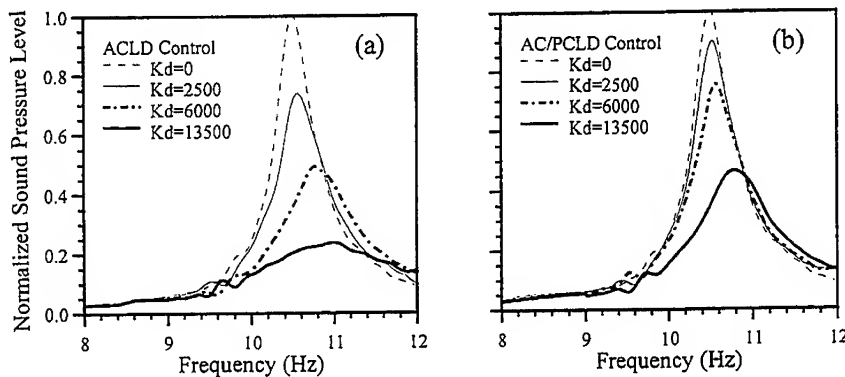 Normalized Sound Pressure Level
1.0
0.8
0.6
0.4
0.2
0.0
ACLD Control
Kd=0
Kd=2500
Kd=6000
Kd=13500
(a)
8 9 10 11 12
Frequency (Hz)
AC/PCLD Control
Kd=0
Kd=2500
Kd=6000
Kd=13500
(b)
8 9 10 11 12
Frequency (Hz)